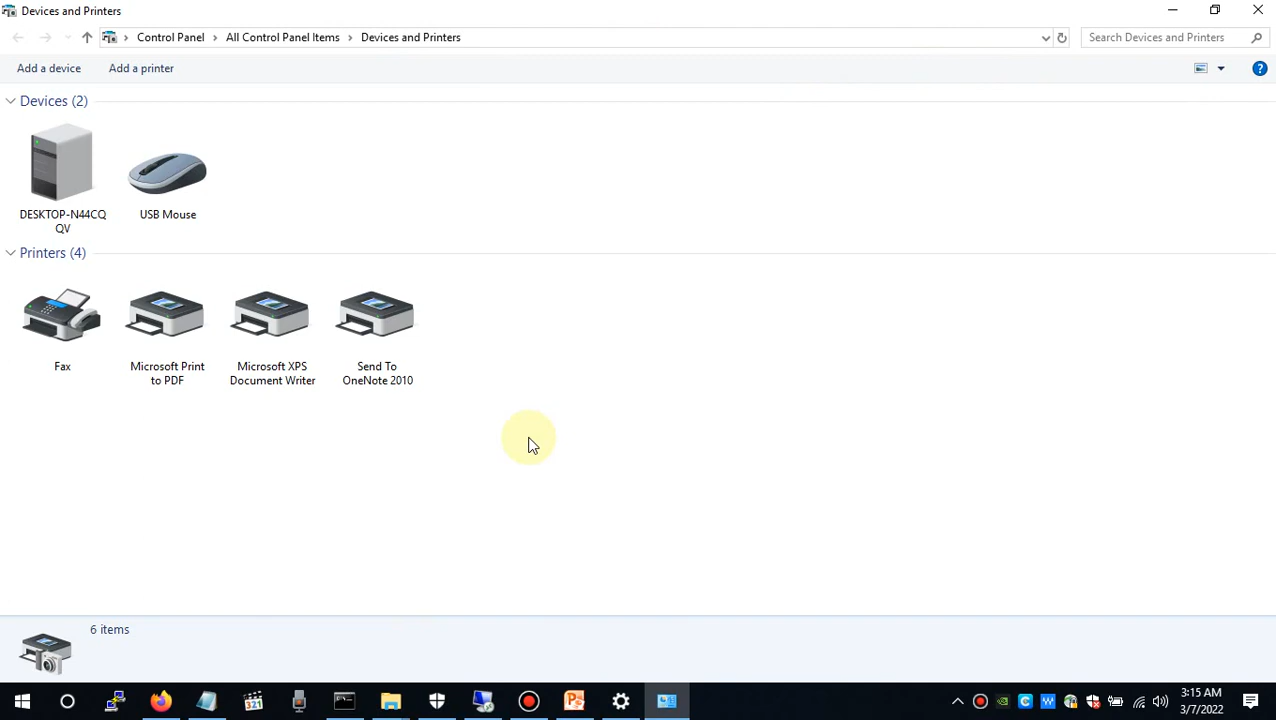 Devices and Printers
Control Panel > All Control Panel Items > Devices and Printers
Search Devices and Printers
Add a device
Add a printer
?
Devices (2)
DESKTOP-N44CQ
QV
USB Mouse
Printers (4)
Fax
Microsoft Print
to PDF
Microsoft XPS
Document Writer
Send To
OneNote 2010
6 items
321
3:15 AM
3/7/2022